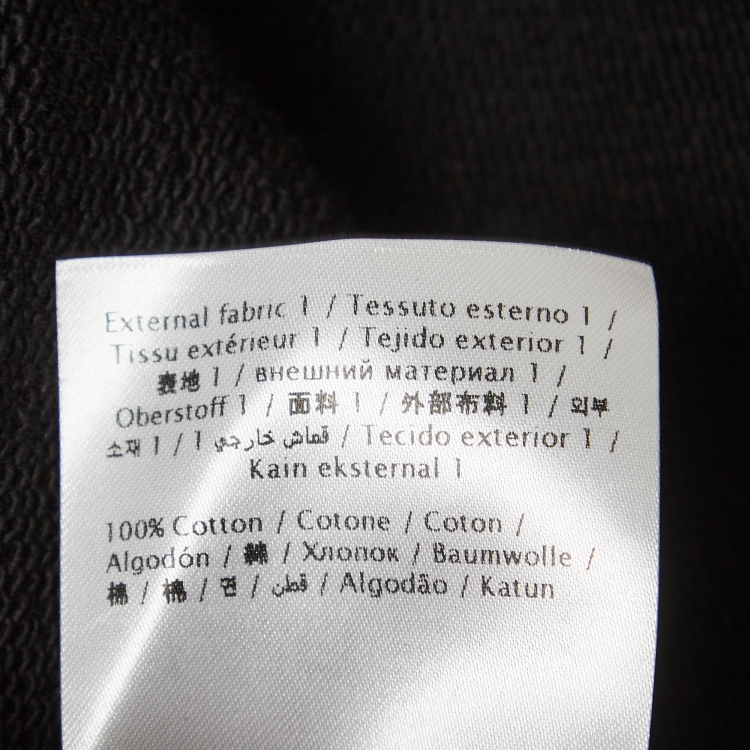 External fabric 1 / Tessuto esterno 1 /
Tissu extérieur 1 / Tejido exterior 1 /
表地 1 / внешний материал 1 /
Oberstoff 1 / 面料 1 / 外部布料 1 / 외부
소재 1 / 1 قماش خارجي / Tecido exterior 1 /
Kain eksternal 1
100% Cotton / Cotone / Coton /
Algodón / 綿 / Хлопок / Baumwolle /
棉 / 棉 / 면 / قطن / Algodão / Katun